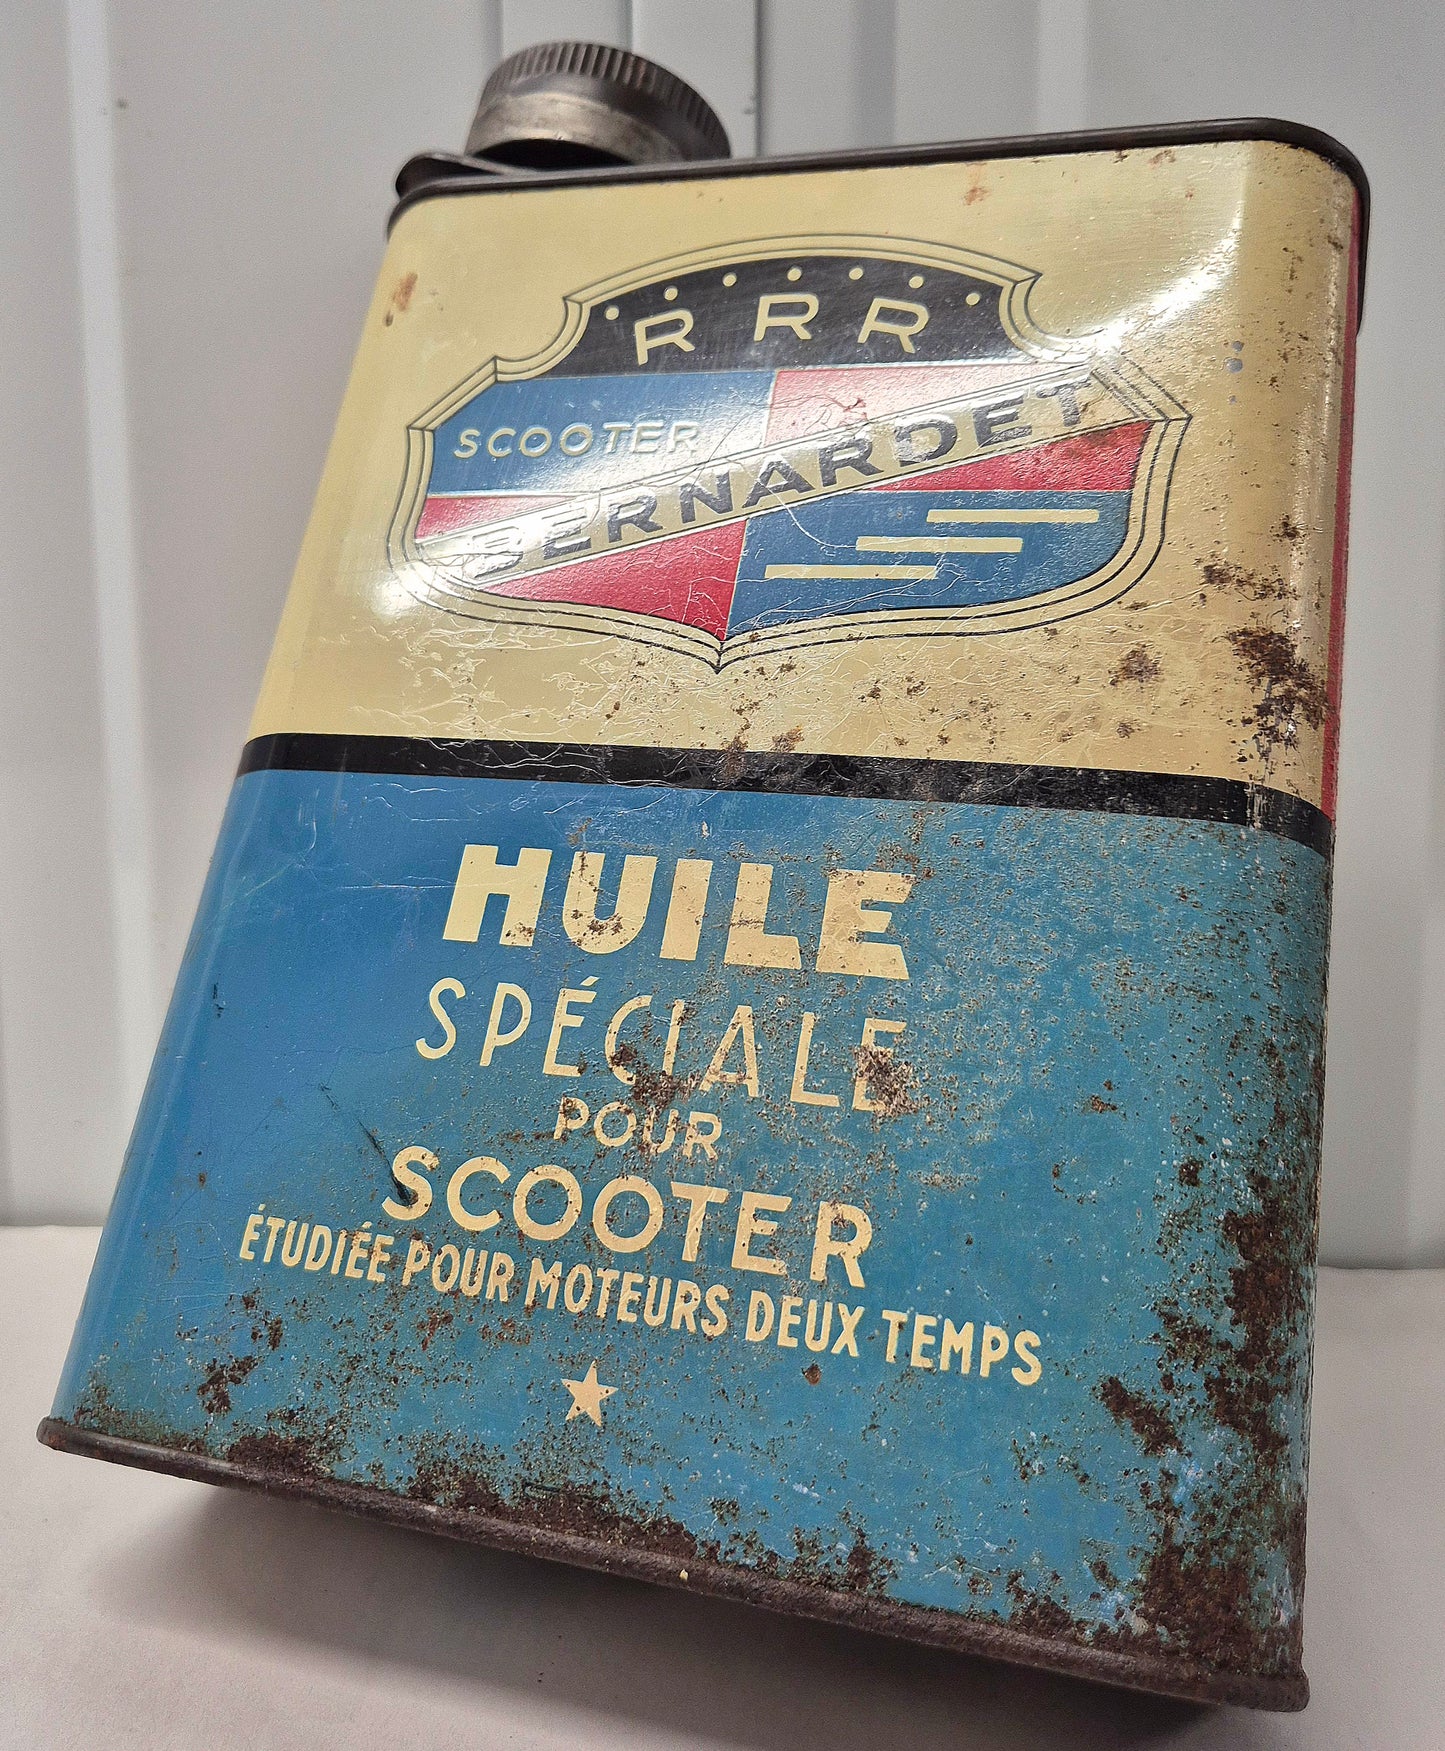 RRR
SCOOTER
BERNARDET
HUILE
SPÉCIALE
POUR
SCOOTER
ÉTUDIÉE POUR MOTEURS DEUX TEMPS